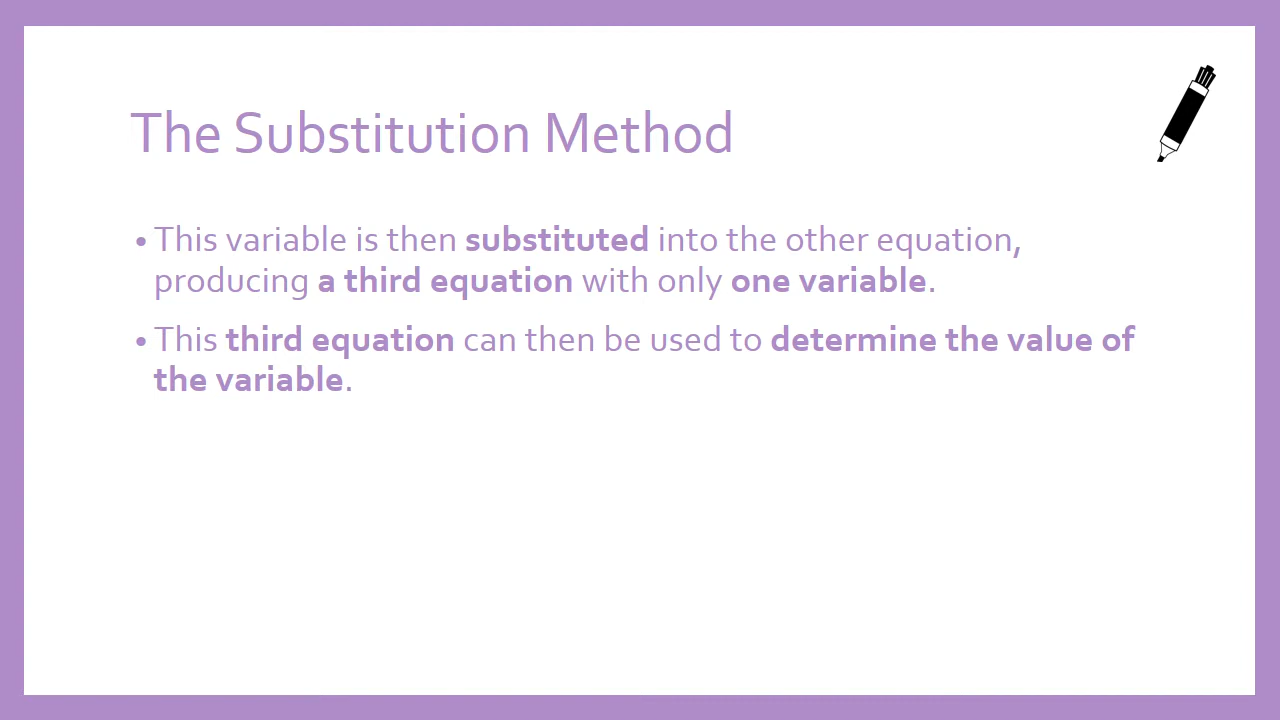 The Substitution Method
• This variable is then substituted into the other equation,
producing a third equation with only one variable.
• This third equation can then be used to determine the value of
the variable.